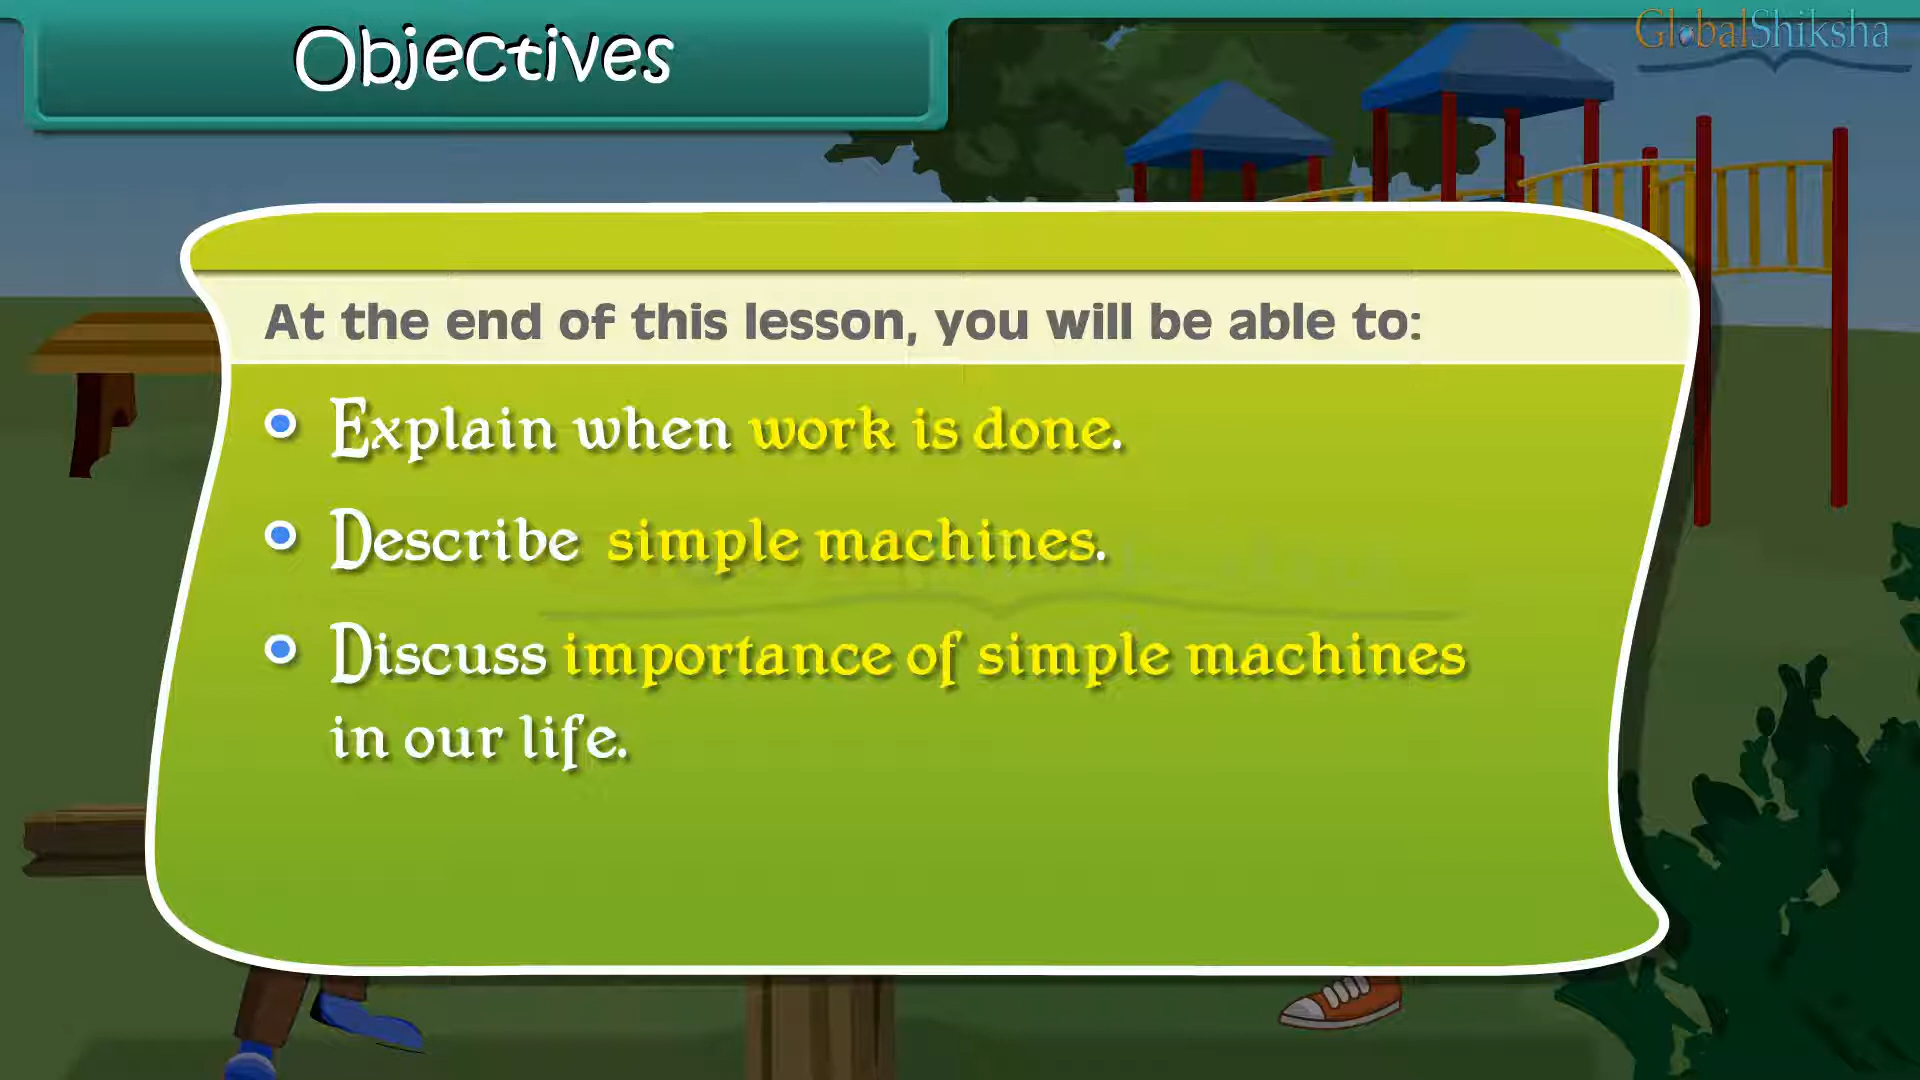 Objectives
GlobalShiksha
At the end of this lesson, you will be able to:
Explain when work is done.
Describe simple machines.
Discuss importance of simple machines
in our life.